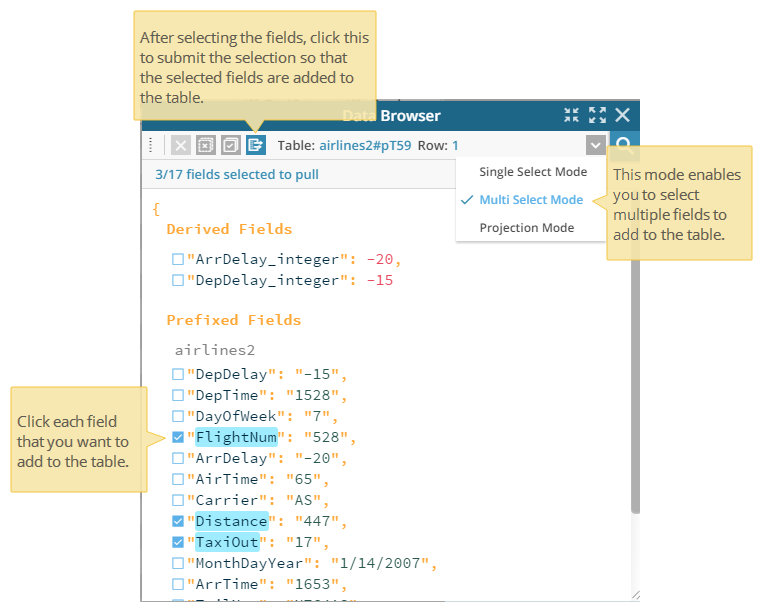 After selecting the fields, click this
to submit the selection so that
the selected fields are added to
the table.
Data Browser
Table: airlines2#pT59 Row: 1
3/17 fields selected to pull
Single Select Mode
Multi Select Mode
Projection Mode
This mode enables
you to select
multiple fields to
add to the table.
{
Derived Fields
"ArrDelay_integer": -20,
"DepDelay_integer": -15
Prefixed Fields
airlines2
"DepDelay": "-15",
"DepTime": "1528",
"DayOfWeek": "7",
"FlightNum": "528",
"ArrDelay": "-20",
"AirTime": "65",
"Carrier": "AS",
"Distance": "447",
"TaxiOut": "17",
"MonthDayYear": "1/14/2007",
"ArrTime": "1653",
Click each field
that you want to
add to the table.